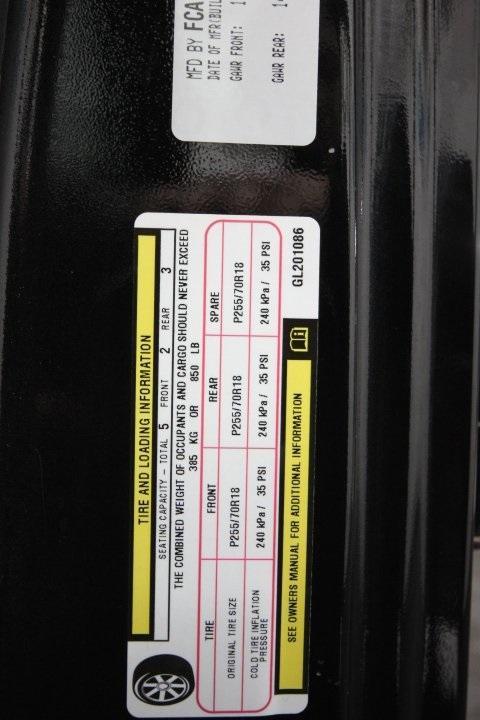 MFD BY FCA
DATE OF MFR(BUIL
GAWR FRONT: 1
GAWR REAR: 14
TIRE AND LOADING INFORMATION
SEATING CAPACITY - TOTAL 5 FRONT 2 REAR 3
THE COMBINED WEIGHT OF OCCUPANTS AND CARGO SHOULD NEVER EXCEED
385 KG OR 850 LB
TIRE FRONT REAR SPARE
ORIGINAL TIRE SIZE P255/70R18 P255/70R18 P255/70R18
COLD TIRE INFLATION PRESSURE 240 kPa / 35 PSI 240 kPa / 35 PSI 240 kPa / 35 PSI
SEE OWNERS MANUAL FOR ADDITIONAL INFORMATION
GL201086